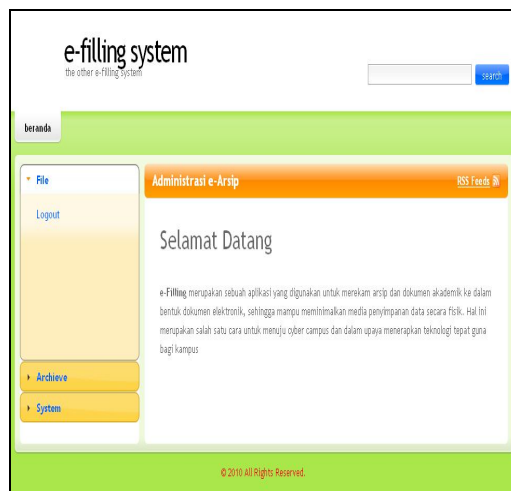 e-filling system
the other e-filling system
search
beranda
File
Logout
Archieve
System
Administrasi e-Arsip
RSS Feeds
Selamat Datang
e-Filling merupakan sebuah aplikasi yang digunakan untuk merekam arsip dan dokumen akademik ke dalam
bentuk dokumen elektronik, sehingga mampu meminimalkan media penyimpanan data secara fisik. Hal ini
merupakan salah satu cara untuk menuju cyber campus dan dalam upaya menerapkan teknologi tepat guna
bagi kampus
© 2010 All Rights Reserved.